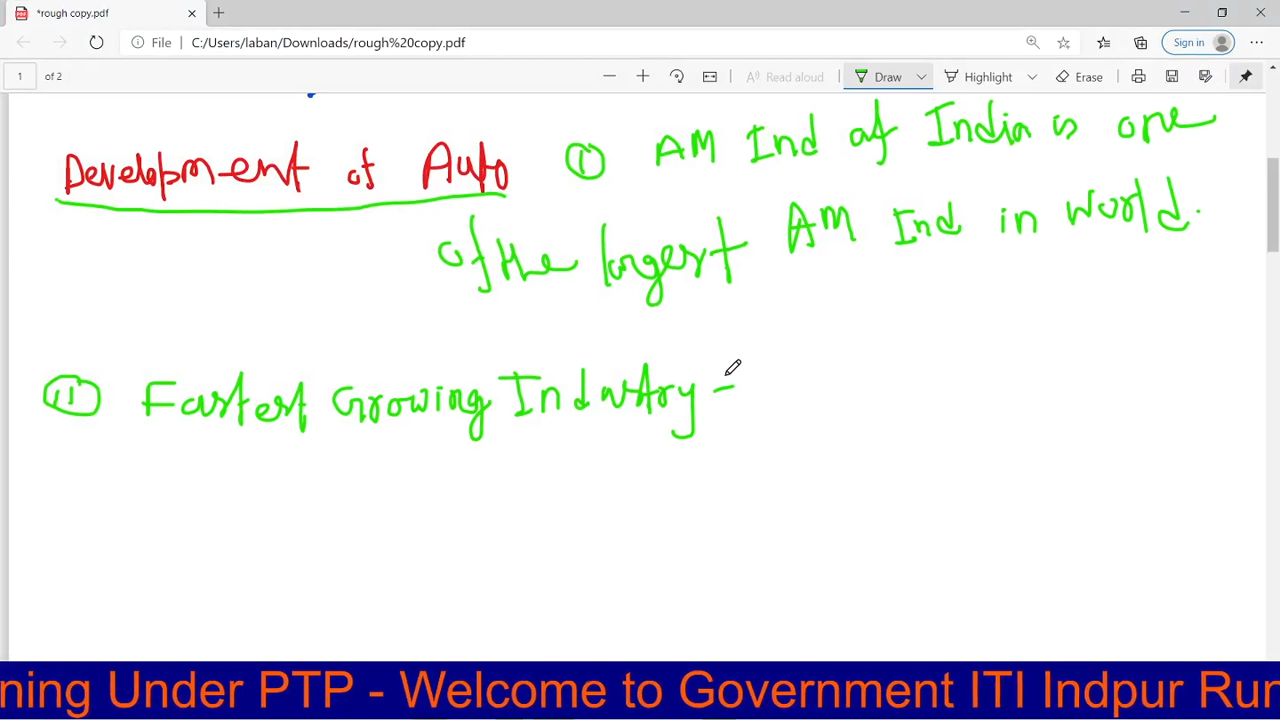 *rough copy.pdf
File C:/Users/laban/Downloads/rough%20copy.pdf Sign in
1 of 2 Read aloud Draw Highlight Erase
Development of Auto ① AM Ind of India is one
of the largest AM Ind in world.
⑪ Fastest Growing Industry -
ning Under PTP - Welcome to Government ITI Indpur Run